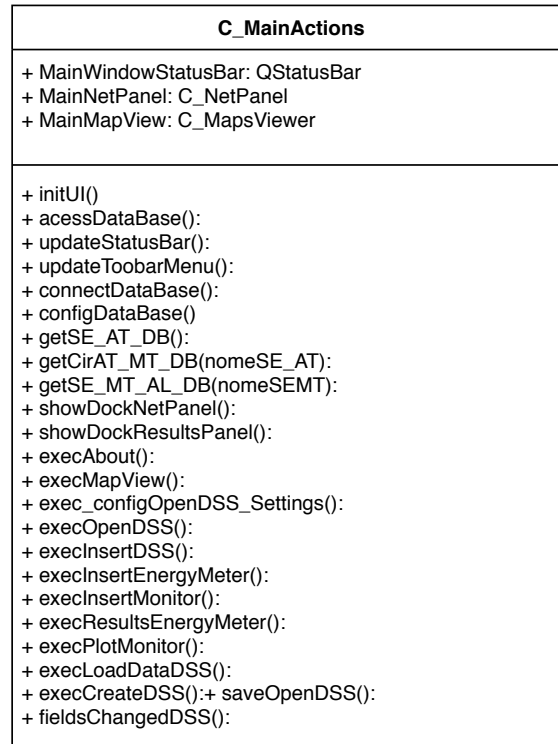 C_MainActions
+ MainWindowStatusBar: QStatusBar
+ MainNetPanel: C_NetPanel
+ MainMapView: C_MapsViewer
+ initUI()
+ acessDataBase():
+ updateStatusBar():
+ updateToobarMenu():
+ connectDataBase():
+ configDataBase()
+ getSE_AT_DB():
+ getCirAT_MT_DB(nomeSE_AT):
+ getSE_MT_AL_DB(nomeSEMT):
+ showDockNetPanel():
+ showDockResultsPanel():
+ execAbout():
+ execMapView():
+ exec_configOpenDSS_Settings():
+ execOpenDSS():
+ execInsertDSS():
+ execInsertEnergyMeter():
+ execInsertMonitor():
+ execResultsEnergyMeter():
+ execPlotMonitor():
+ execLoadDataDSS():
+ execCreateDSS():+ saveOpenDSS():
+ fieldsChangedDSS():